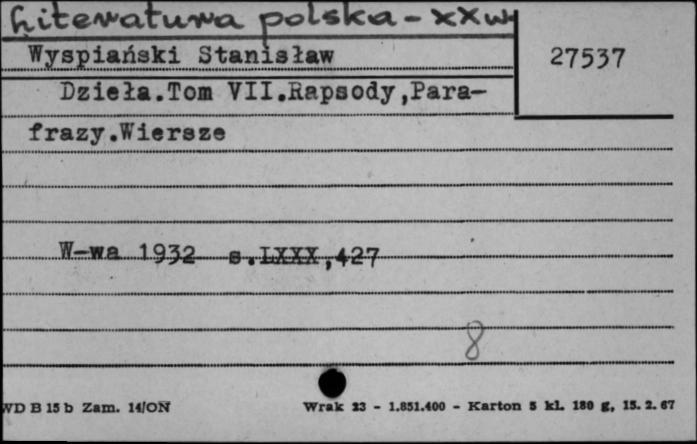 Literatura polska - XXw
Wyspiański Stanisław
27537
Dzieła.Tom VII.Rapsody,Para-
frazy.Wiersze
W-wa 1932 s.LXXX,427
8
WD B 15 b Zam. 14/ON Wrak 23 - 1.851.400 - Karton 5 kl. 180 g, 15. 2. 67